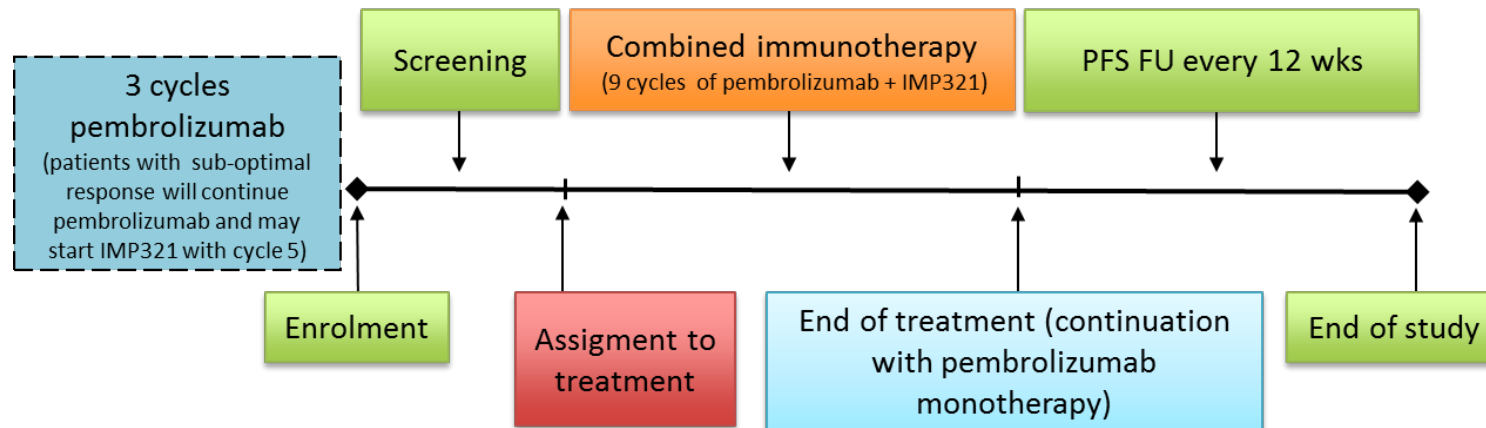 3 cycles
pembrolizumab
(patients with sub-optimal
response will continue
pembrolizumab and may
start IMP321 with cycle 5)
Screening
Combined immunotherapy
(9 cycles of pembrolizumab + IMP321)
PFS FU every 12 wks
Enrolment
Assigment to
treatment
End of treatment (continuation
with pembrolizumab
monotherapy)
End of study